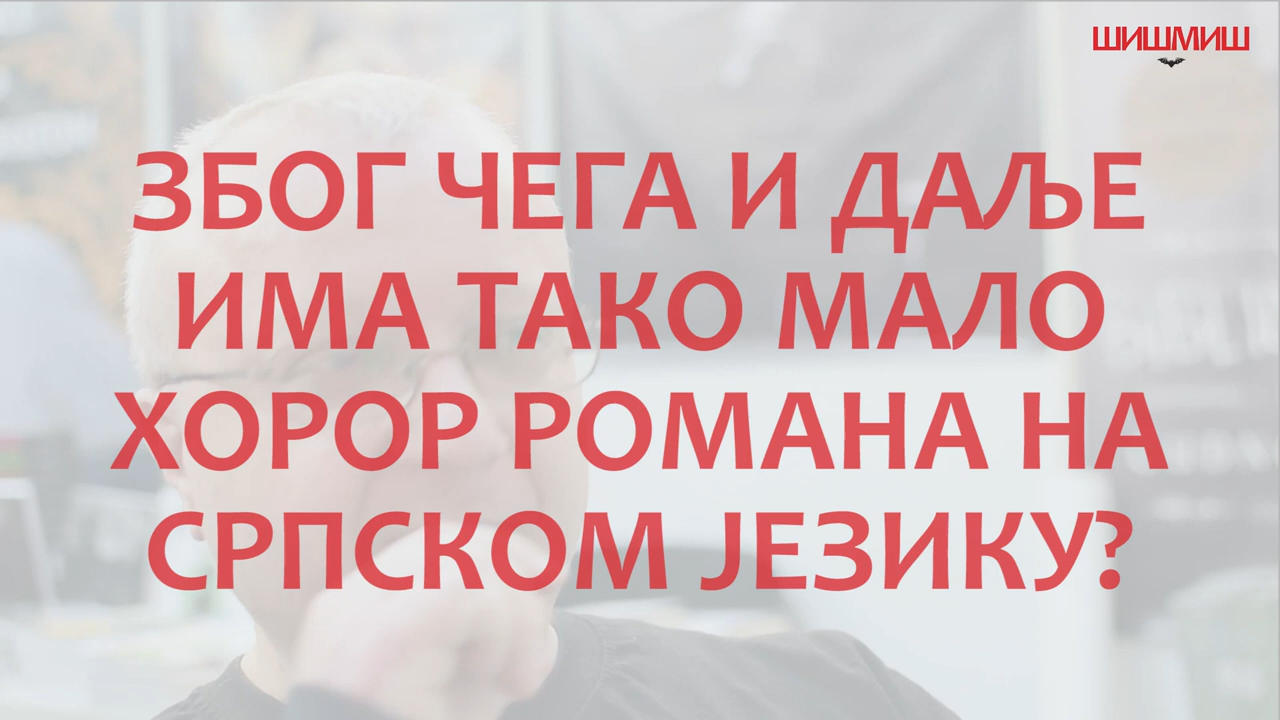 ШИШМИШ
ЗБОГ ЧЕГА И ДАЉЕ
ИМА ТАКО МАЛО
ХОРОР РОМАНА НА
СРПСКОМ ЈЕЗИКУ?